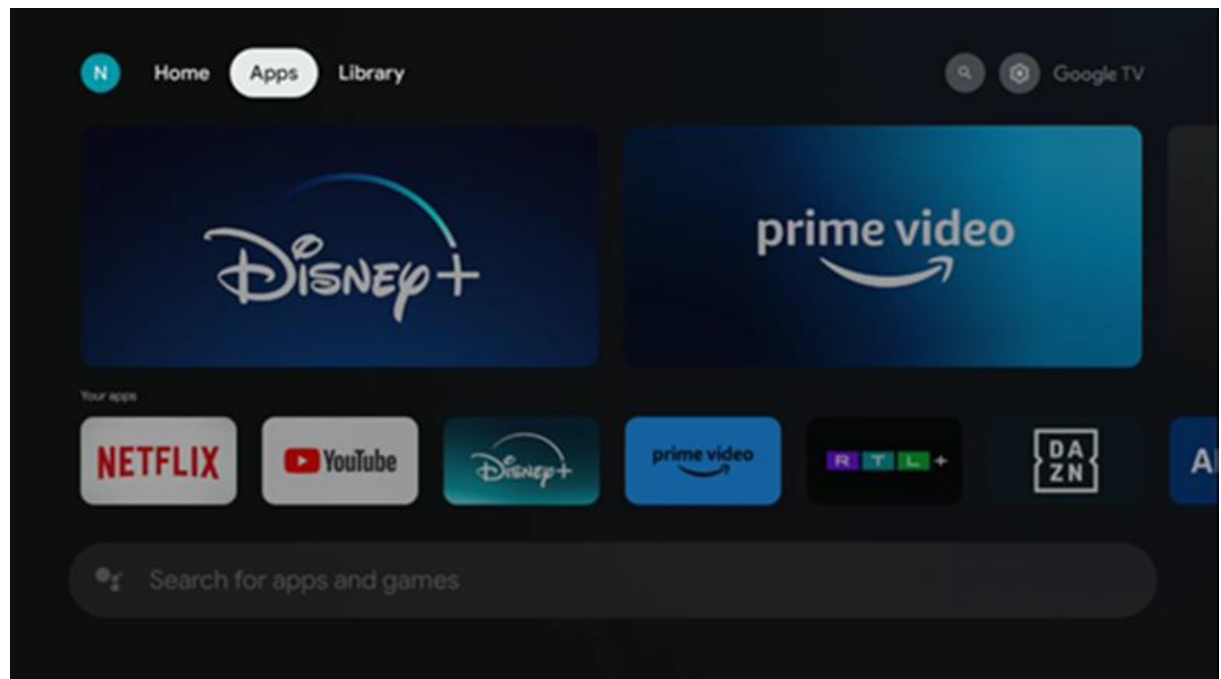 N Home Apps Library Google TV
Disney+ prime video
Your apps
NETFLIX YouTube Disney+ prime video RTL+ DAZN A
Search for apps and games